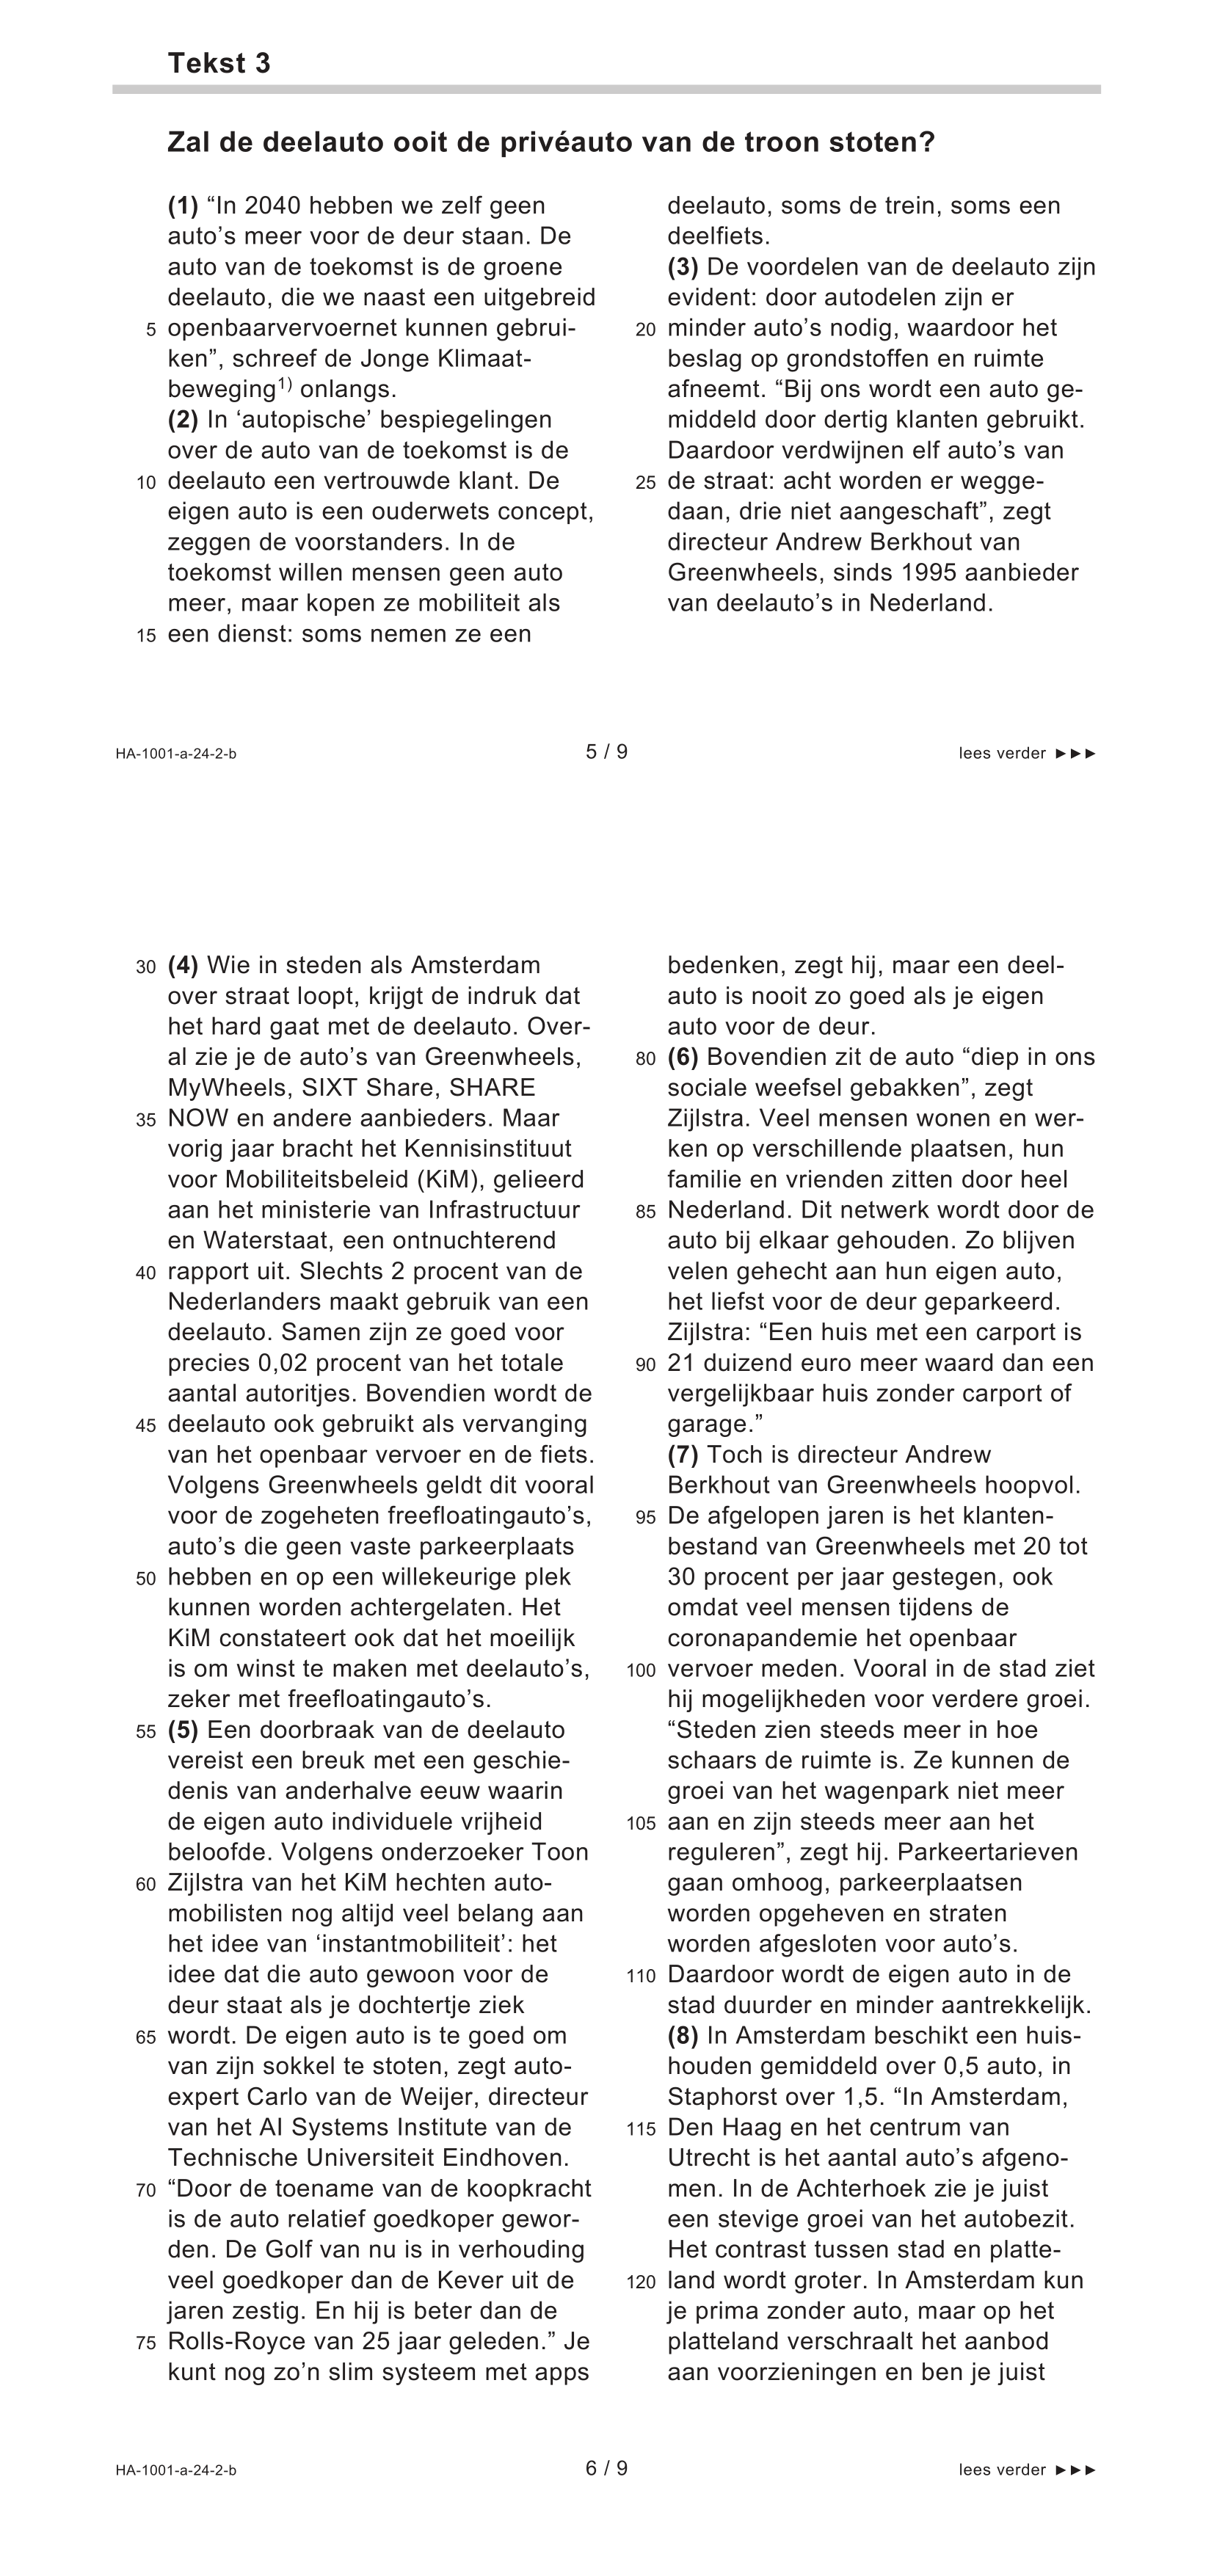 Tekst 3
Zal de deelauto ooit de privéauto van de troon stoten?
(1) “In 2040 hebben we zelf geen
auto’s meer voor de deur staan. De
auto van de toekomst is de groene
deelauto, die we naast een uitgebreid
5 openbaarvervoernet kunnen gebrui-
ken”, schreef de Jonge Klimaat-
beweging1) onlangs.
(2) In ‘autopische’ bespiegelingen
over de auto van de toekomst is de
10 deelauto een vertrouwde klant. De
eigen auto is een ouderwets concept,
zeggen de voorstanders. In de
toekomst willen mensen geen auto
meer, maar kopen ze mobiliteit als
15 een dienst: soms nemen ze een
deelauto, soms de trein, soms een
deelfiets.
(3) De voordelen van de deelauto zijn
evident: door autodelen zijn er
20 minder auto’s nodig, waardoor het
beslag op grondstoffen en ruimte
afneemt. “Bij ons wordt een auto ge-
middeld door dertig klanten gebruikt.
Daardoor verdwijnen elf auto’s van
25 de straat: acht worden er wegge-
daan, drie niet aangeschaft”, zegt
directeur Andrew Berkhout van
Greenwheels, sinds 1995 aanbieder
van deelauto’s in Nederland.
HA-1001-a-24-2-b
5 / 9
lees verder ►►►
30 (4) Wie in steden als Amsterdam
over straat loopt, krijgt de indruk dat
het hard gaat met de deelauto. Over-
al zie je de auto’s van Greenwheels,
MyWheels, SIXT Share, SHARE
35 NOW en andere aanbieders. Maar
vorig jaar bracht het Kennisinstituut
voor Mobiliteitsbeleid (KiM), gelieerd
aan het ministerie van Infrastructuur
en Waterstaat, een ontnuchterend
40 rapport uit. Slechts 2 procent van de
Nederlanders maakt gebruik van een
deelauto. Samen zijn ze goed voor
precies 0,02 procent van het totale
aantal autoritjes. Bovendien wordt de
45 deelauto ook gebruikt als vervanging
van het openbaar vervoer en de fiets.
Volgens Greenwheels geldt dit vooral
voor de zogeheten freefloatingauto’s,
auto’s die geen vaste parkeerplaats
50 hebben en op een willekeurige plek
kunnen worden achtergelaten. Het
KiM constateert ook dat het moeilijk
is om winst te maken met deelauto’s,
zeker met freefloatingauto’s.
55 (5) Een doorbraak van de deelauto
vereist een breuk met een geschie-
denis van anderhalve eeuw waarin
de eigen auto individuele vrijheid
beloofde. Volgens onderzoeker Toon
60 Zijlstra van het KiM hechten auto-
mobilisten nog altijd veel belang aan
het idee van ‘instantmobiliteit’: het
idee dat die auto gewoon voor de
deur staat als je dochtertje ziek
65 wordt. De eigen auto is te goed om
van zijn sokkel te stoten, zegt auto-
expert Carlo van de Weijer, directeur
van het AI Systems Institute van de
Technische Universiteit Eindhoven.
70 “Door de toename van de koopkracht
is de auto relatief goedkoper gewor-
den. De Golf van nu is in verhouding
veel goedkoper dan de Kever uit de
jaren zestig. En hij is beter dan de
75 Rolls-Royce van 25 jaar geleden.” Je
kunt nog zo’n slim systeem met apps
bedenken, zegt hij, maar een deel-
auto is nooit zo goed als je eigen
auto voor de deur.
80 (6) Bovendien zit de auto “diep in ons
sociale weefsel gebakken”, zegt
Zijlstra. Veel mensen wonen en wer-
ken op verschillende plaatsen, hun
familie en vrienden zitten door heel
85 Nederland. Dit netwerk wordt door de
auto bij elkaar gehouden. Zo blijven
velen gehecht aan hun eigen auto,
het liefst voor de deur geparkeerd.
Zijlstra: “Een huis met een carport is
90 21 duizend euro meer waard dan een
vergelijkbaar huis zonder carport of
garage.”
(7) Toch is directeur Andrew
Berkhout van Greenwheels hoopvol.
95 De afgelopen jaren is het klanten-
bestand van Greenwheels met 20 tot
30 procent per jaar gestegen, ook
omdat veel mensen tijdens de
coronapandemie het openbaar
100 vervoer meden. Vooral in de stad ziet
hij mogelijkheden voor verdere groei.
“Steden zien steeds meer in hoe
schaars de ruimte is. Ze kunnen de
groei van het wagenpark niet meer
105 aan en zijn steeds meer aan het
reguleren”, zegt hij. Parkeertarieven
gaan omhoog, parkeerplaatsen
worden opgeheven en straten
worden afgesloten voor auto’s.
110 Daardoor wordt de eigen auto in de
stad duurder en minder aantrekkelijk.
(8) In Amsterdam beschikt een huis-
houden gemiddeld over 0,5 auto, in
Staphorst over 1,5. “In Amsterdam,
115 Den Haag en het centrum van
Utrecht is het aantal auto’s afgeno-
men. In de Achterhoek zie je juist
een stevige groei van het autobezit.
Het contrast tussen stad en platte-
120 land wordt groter. In Amsterdam kun
je prima zonder auto, maar op het
platteland verschraalt het aanbod
aan voorzieningen en ben je juist
HA-1001-a-24-2-b
6 / 9
lees verder ►►►